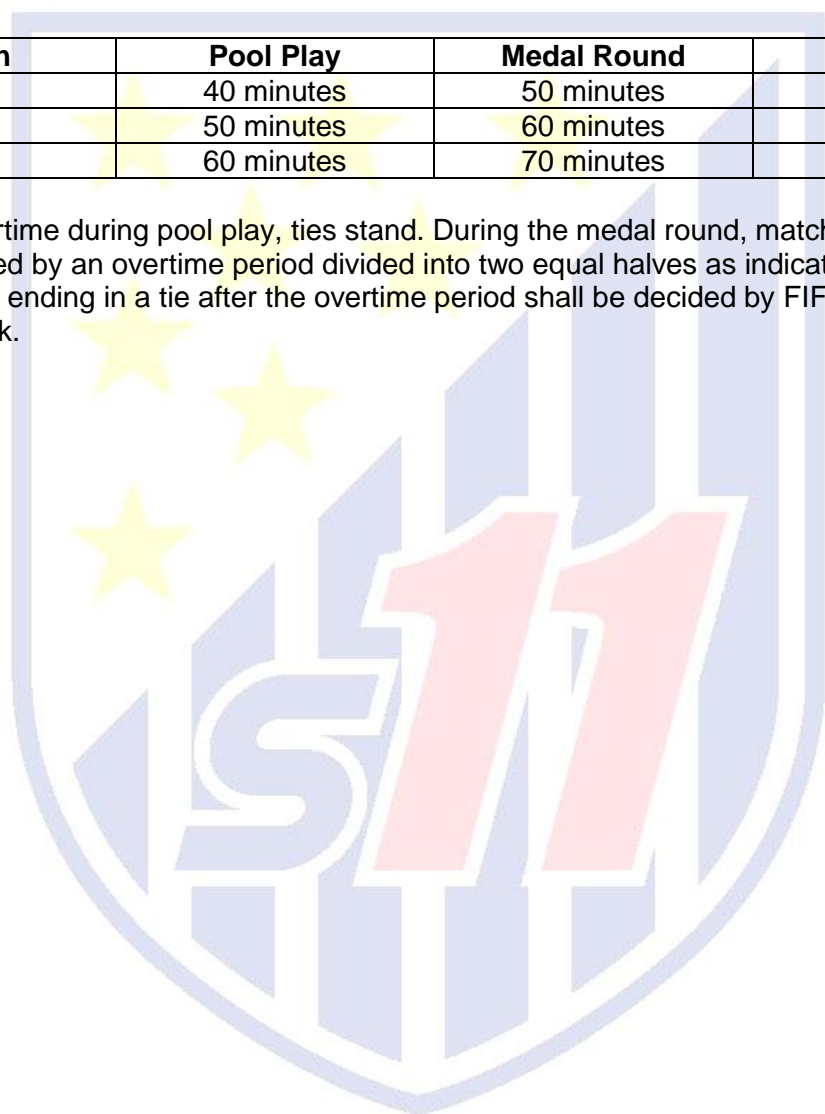 n Pool Play Medal Round
40 minutes 50 minutes
50 minutes 60 minutes
60 minutes 70 minutes
rtime during pool play, ties stand. During the medal round, match
ed by an overtime period divided into two equal halves as indicat
ending in a tie after the overtime period shall be decided by FIF
k.
s11